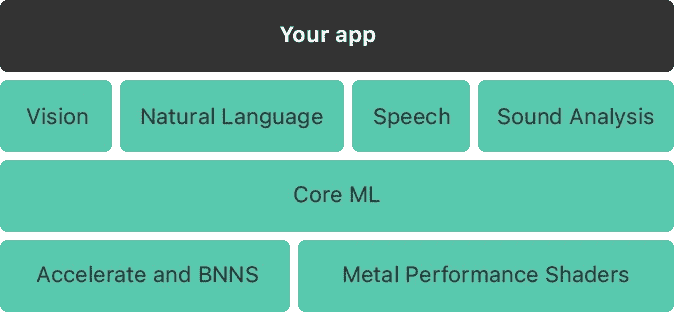 Your app
Vision
Natural Language
Speech
Sound Analysis
Core ML
Accelerate and BNNS
Metal Performance Shaders